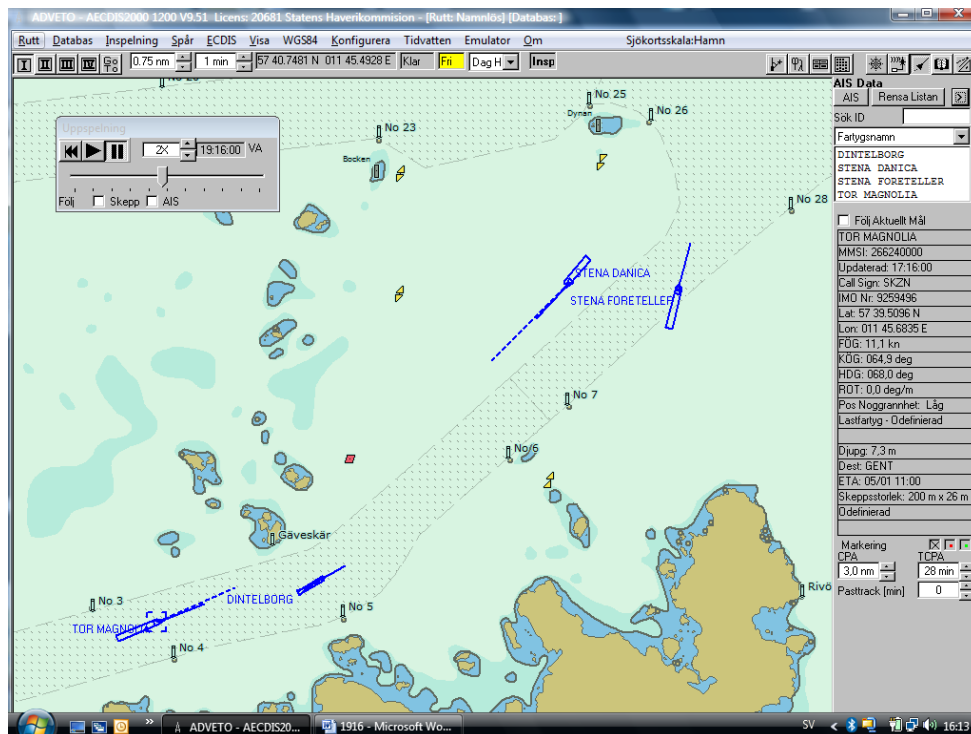 ADVETO - AECDIS2000 1200 V9.51 Licens: 20681 Statens Haverikommision - [Rutt: Namnlös] [Databas: ]
Rutt Databas Inspelning Spår ECDIS Visa WGS84 Konfigurera Tidvatten Emulator Om Sjökortsskala:Hamn
I II III IV 0.75 nm 1 min 57 40.7481 N 011 45.4928 E Klar Fri Dag H Insp
AIS Data
AIS Rensa Listan
Sök ID
Fartygsnamn
DINTELBORG
STENA DANICA
STENA FORETELLER
TOR MAGNOLIA
Följ Aktuellt Mål
TOR MAGNOLIA
MMSI: 266240000
Updaterad: 17:16:00
Call Sign: SKZN
IMO Nr: 9259496
Lat: 57 39.5096 N
Lon: 011 45.6835 E
FÖG: 11,1 kn
KÖG: 064,9 deg
HDG: 068,0 deg
ROT: 0,0 deg/m
Pos Noggrannhet: Låg
Lastfartyg - Odefinierad
Djupg: 7,3 m
Dest: GENT
ETA: 05/01 11:00
Skeppsstorlek: 200 m x 26 m
Odefinierad
Markering
CPA TCPA
3,0 nm 28 min
Pasttrack [min] 0
Uppspelning
2X 19:16:00 VA
Följ Skepp AIS
No 25
Dynan
No 26
No 23
Bocken
No 28
STENA DANICA
STENA FORETELLER
No 7
No 6
Gäveskär
Rivö
No 3
DINTELBORG
No 5
TOR MAGNOLIA
No 4
ADVETO - AECDIS20... 1916 - Microsoft Wo... SV 16:13